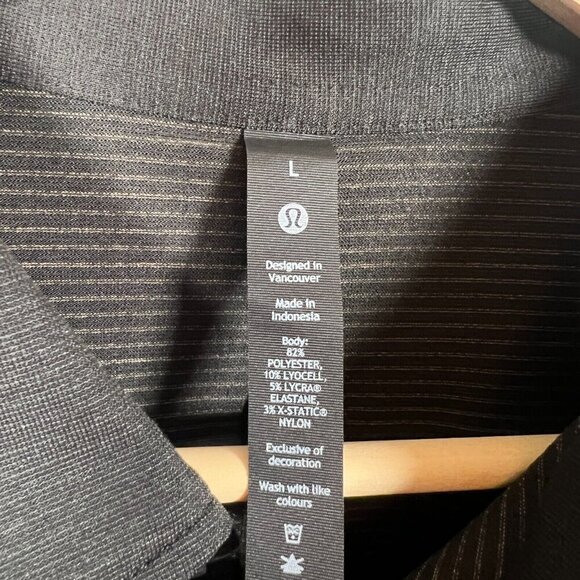 L
Designed in
Vancouver
Made in
Indonesia
Body:
82%
POLYESTER,
10% LYOCELL,
5% LYCRA®
ELASTANE,
3% X-STATIC®
NYLON
Exclusive of
decoration
Wash with like
colours